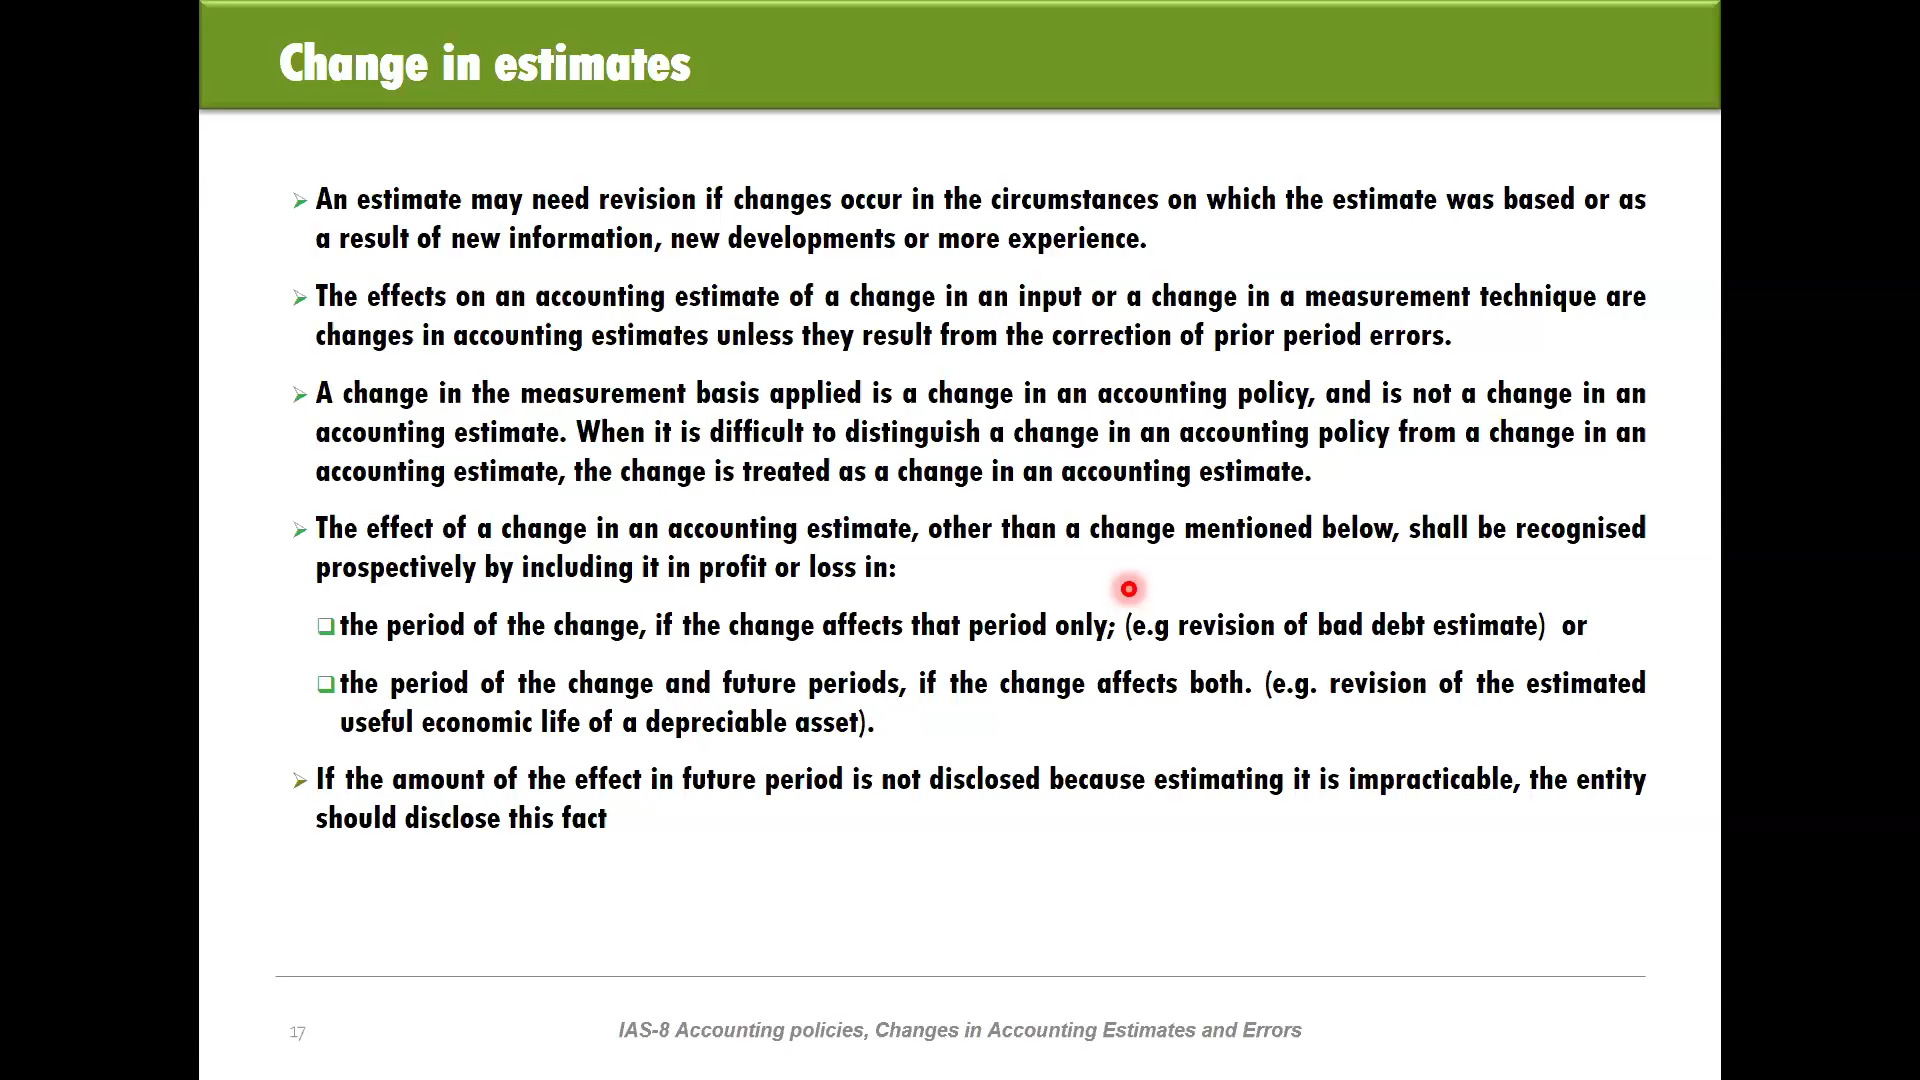 Change in estimates
An estimate may need revision if changes occur in the circumstances on which the estimate was based or as
a result of new information, new developments or more experience.
The effects on an accounting estimate of a change in an input or a change in a measurement technique are
changes in accounting estimates unless they result from the correction of prior period errors.
A change in the measurement basis applied is a change in an accounting policy, and is not a change in an
accounting estimate. When it is difficult to distinguish a change in an accounting policy from a change in an
accounting estimate, the change is treated as a change in an accounting estimate.
The effect of a change in an accounting estimate, other than a change mentioned below, shall be recognised
prospectively by including it in profit or loss in:
the period of the change, if the change affects that period only; (e.g revision of bad debt estimate) or
the period of the change and future periods, if the change affects both. (e.g. revision of the estimated
useful economic life of a depreciable asset).
If the amount of the effect in future period is not disclosed because estimating it is impracticable, the entity
should disclose this fact
17
IAS-8 Accounting policies, Changes in Accounting Estimates and Errors